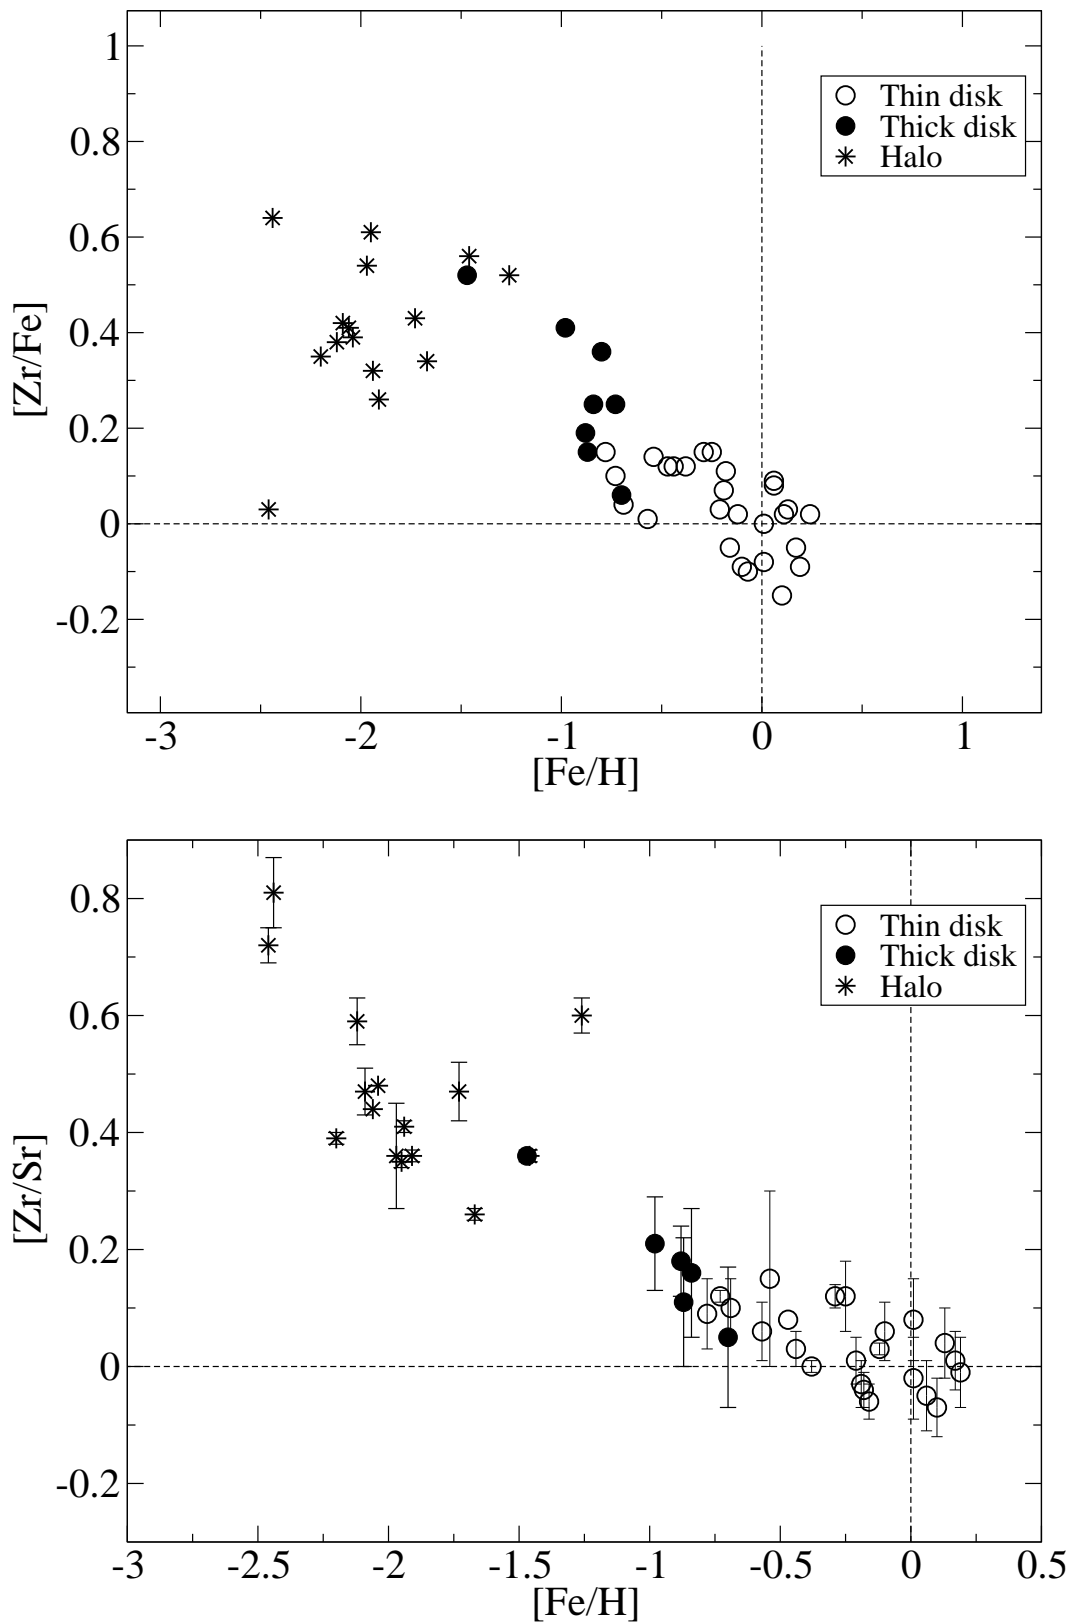 1
0.8
0.6
0.4
0.2
0
-0.2
[Zr/Fe]
Thin disk
Thick disk
Halo
-3 -2 -1 0 1
[Fe/H]
0.8
0.6
0.4
0.2
0
-0.2
[Zr/Sr]
Thin disk
Thick disk
Halo
-3 -2.5 -2 -1.5 -1 -0.5 0 0.5
[Fe/H]